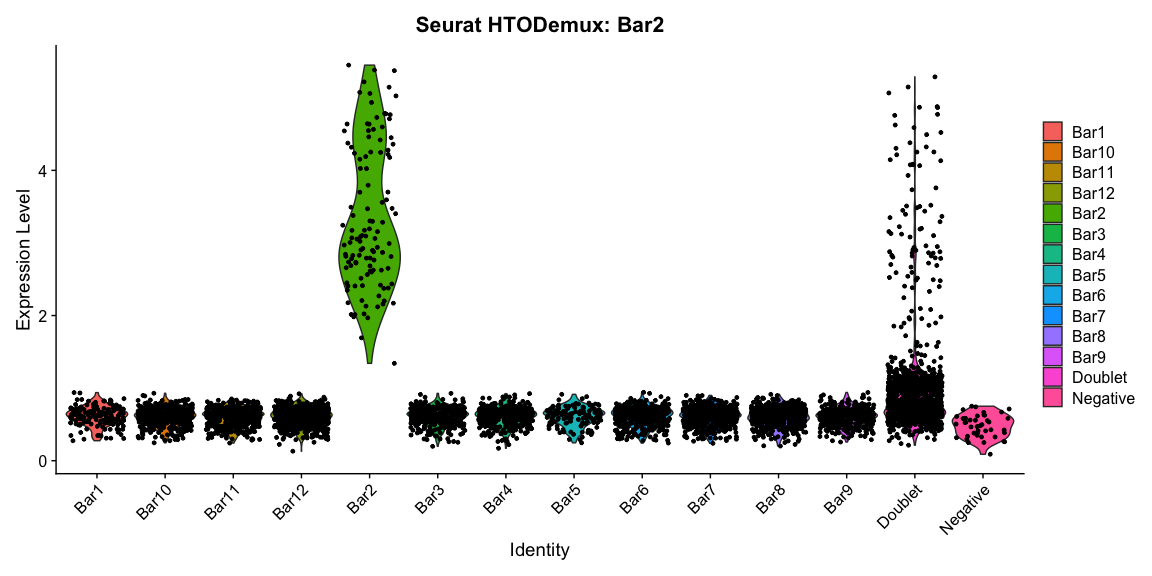 Seurat HTODemux: Bar2
Expression Level
4
2
0
Bar1
Bar10
Bar11
Bar12
Bar2
Bar3
Bar4
Bar5
Bar6
Bar7
Bar8
Bar9
Doublet
Negative
Identity
Bar1
Bar10
Bar11
Bar12
Bar2
Bar3
Bar4
Bar5
Bar6
Bar7
Bar8
Bar9
Doublet
Negative